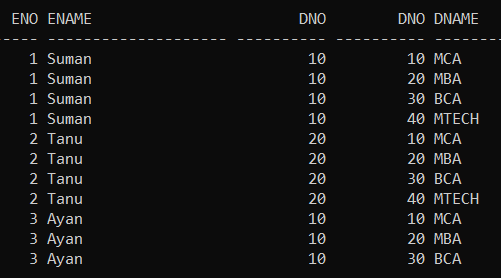 ENO ENAME DNO DNO DNAME
---- -------------------- ---------- ---------- --------
1 Suman 10 10 MCA
1 Suman 10 20 MBA
1 Suman 10 30 BCA
1 Suman 10 40 MTECH
2 Tanu 20 10 MCA
2 Tanu 20 20 MBA
2 Tanu 20 30 BCA
2 Tanu 20 40 MTECH
3 Ayan 10 10 MCA
3 Ayan 10 20 MBA
3 Ayan 10 30 BCA